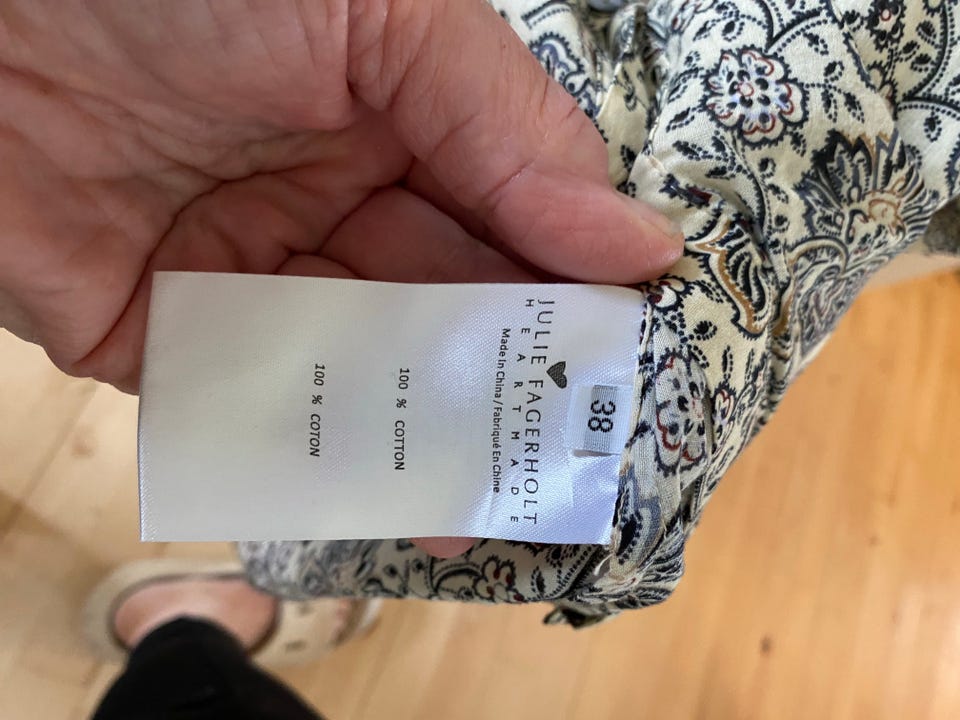 38
JULIE FAGERHOLT
HEARTMADE
Made In China / Fabriqué En Chine
100 % COTTON
100 % COTON